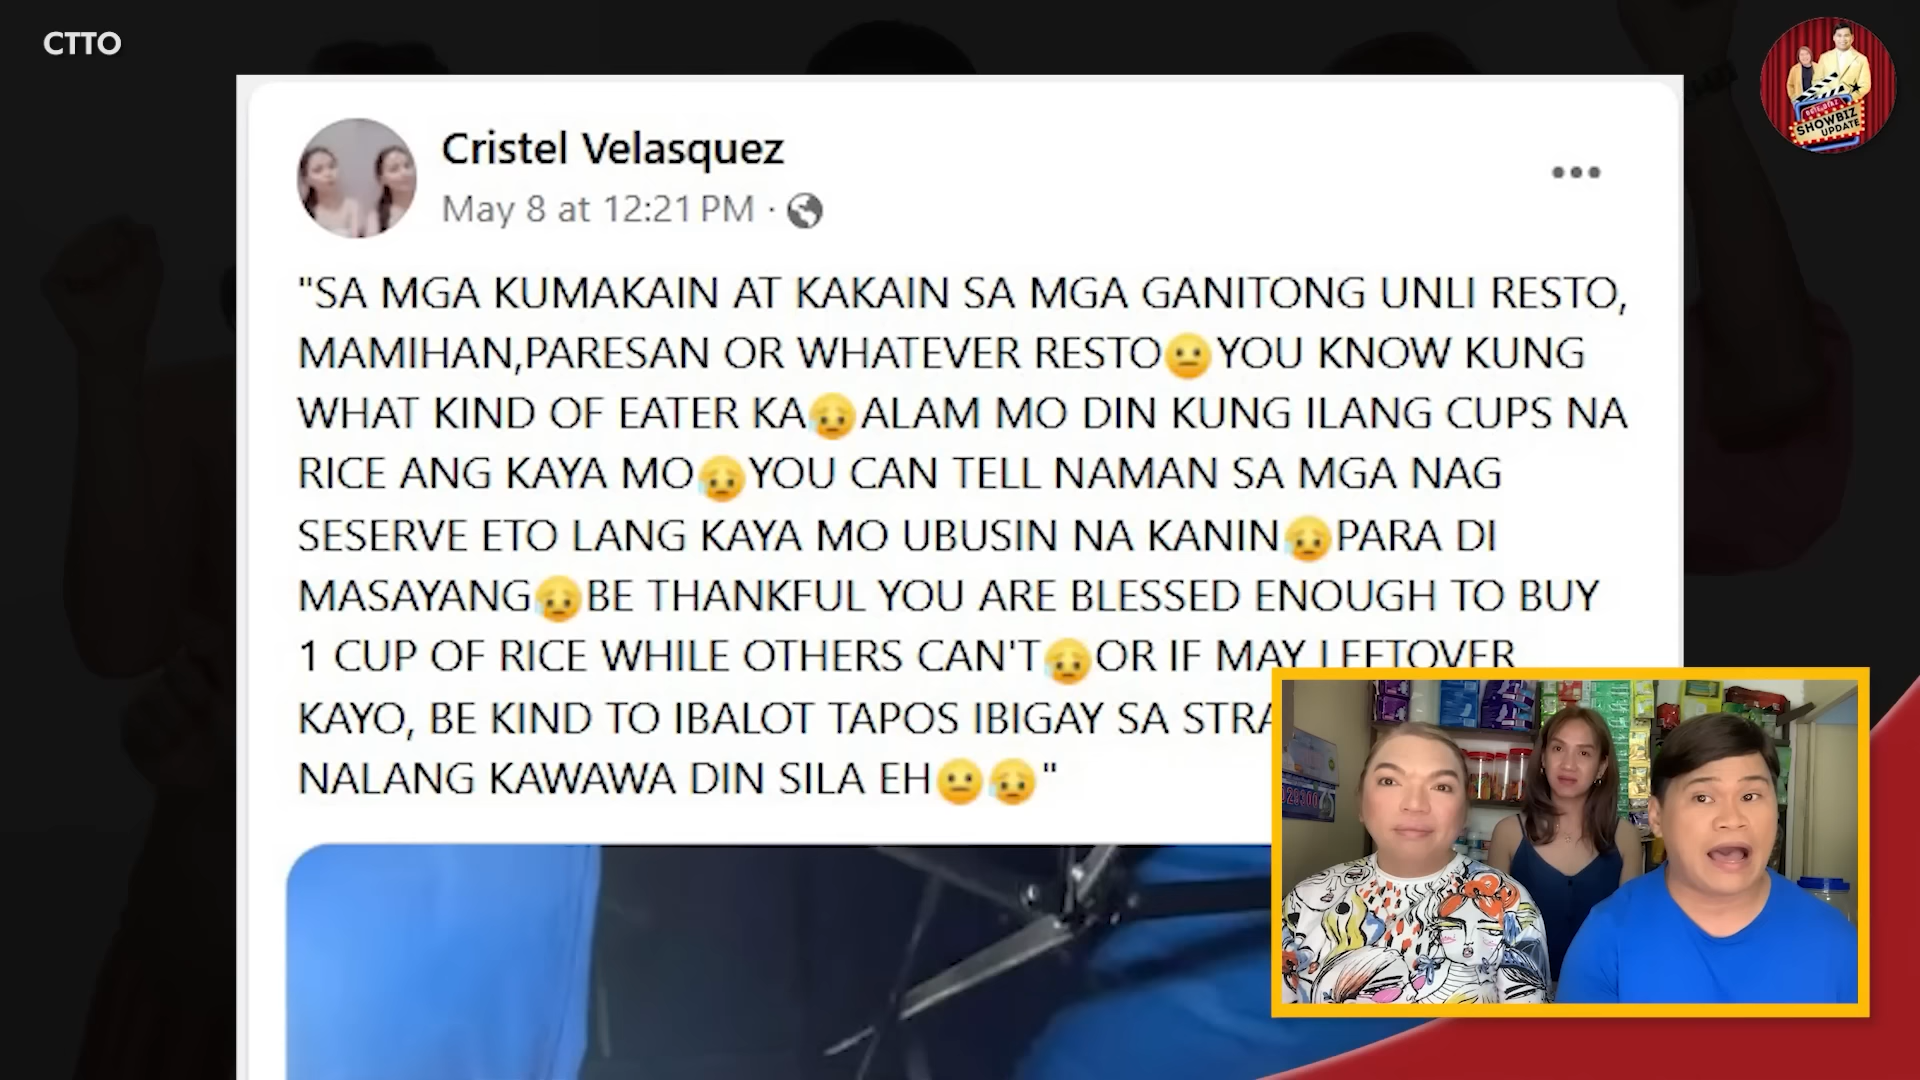 CTTO
SHOWBIZ
UPDATE
Cristel Velasquez
May 8 at 12:21 PM ·
"SA MGA KUMAKAIN AT KAKAIN SA MGA GANITONG UNLI RESTO,
MAMIHAN,PARESAN OR WHATEVER RESTO😐YOU KNOW KUNG
WHAT KIND OF EATER KA😥ALAM MO DIN KUNG ILANG CUPS NA
RICE ANG KAYA MO😥YOU CAN TELL NAMAN SA MGA NAG
SESERVE ETO LANG KAYA MO UBUSIN NA KANIN😥PARA DI
MASAYANG😥BE THANKFUL YOU ARE BLESSED ENOUGH TO BUY
1 CUP OF RICE WHILE OTHERS CAN'T😥OR IF MAY LEFTOVER
KAYO, BE KIND TO IBALOT TAPOS IBIGAY SA STRA
NALANG KAWAWA DIN SILA EH😐😥"